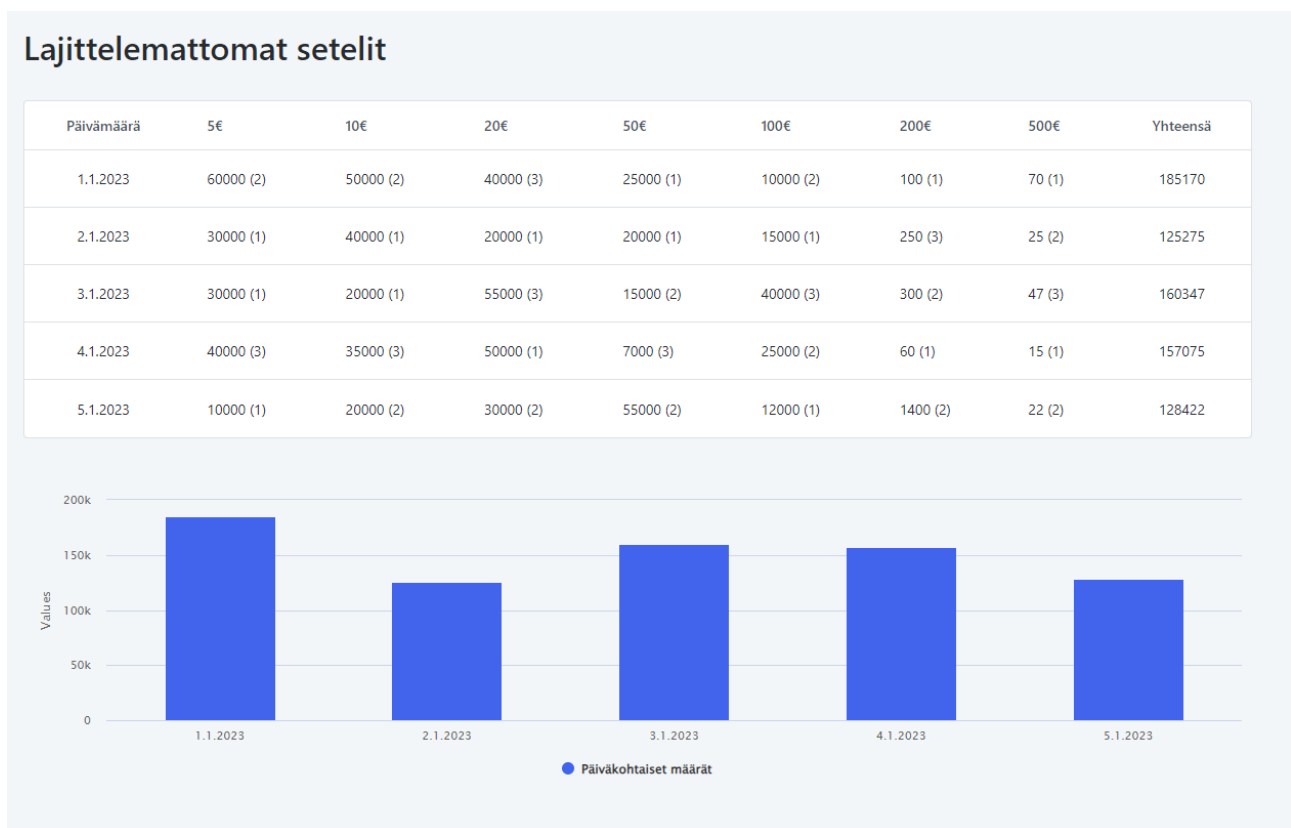 Lajittelemattomat setelit
Päivämäärä 5€ 10€ 20€ 50€ 100€ 200€ 500€ Yhteensä
1.1.2023 60000 (2) 50000 (2) 40000 (3) 25000 (1) 10000 (2) 100 (1) 70 (1) 185170
2.1.2023 30000 (1) 40000 (1) 20000 (1) 20000 (1) 15000 (1) 250 (3) 25 (2) 125275
3.1.2023 30000 (1) 20000 (1) 55000 (3) 15000 (2) 40000 (3) 300 (2) 47 (3) 160347
4.1.2023 40000 (3) 35000 (3) 50000 (1) 7000 (3) 25000 (2) 60 (1) 15 (1) 157075
5.1.2023 10000 (1) 20000 (2) 30000 (2) 55000 (2) 12000 (1) 1400 (2) 22 (2) 128422
200k
150k
100k
50k
0
Values
1.1.2023 2.1.2023 3.1.2023 4.1.2023 5.1.2023
Päiväkohtaiset määrät